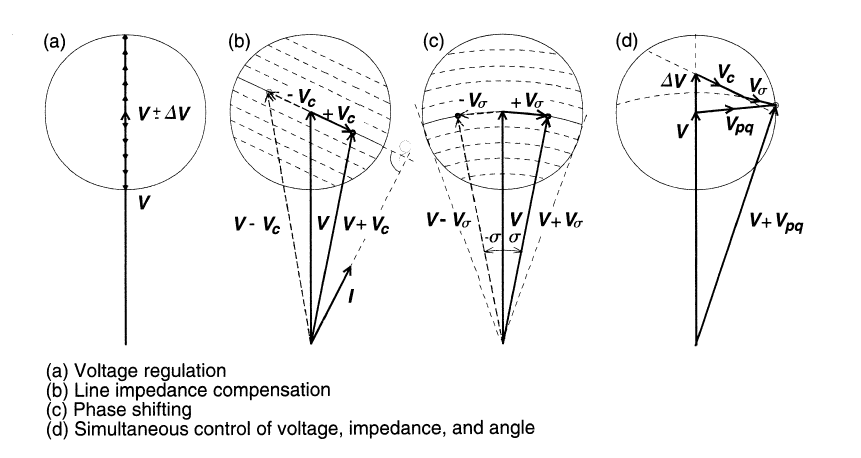 (a)
V ± ΔV
V
(b)
- Vc
+Vc
V - Vc
V
V + Vc
I
(c)
- Vσ
+ Vσ
V - Vσ
V
V + Vσ
-σ
σ
(d)
ΔV
Vc
Vσ
V
Vpq
V + Vpq
(a) Voltage regulation
(b) Line impedance compensation
(c) Phase shifting
(d) Simultaneous control of voltage, impedance, and angle